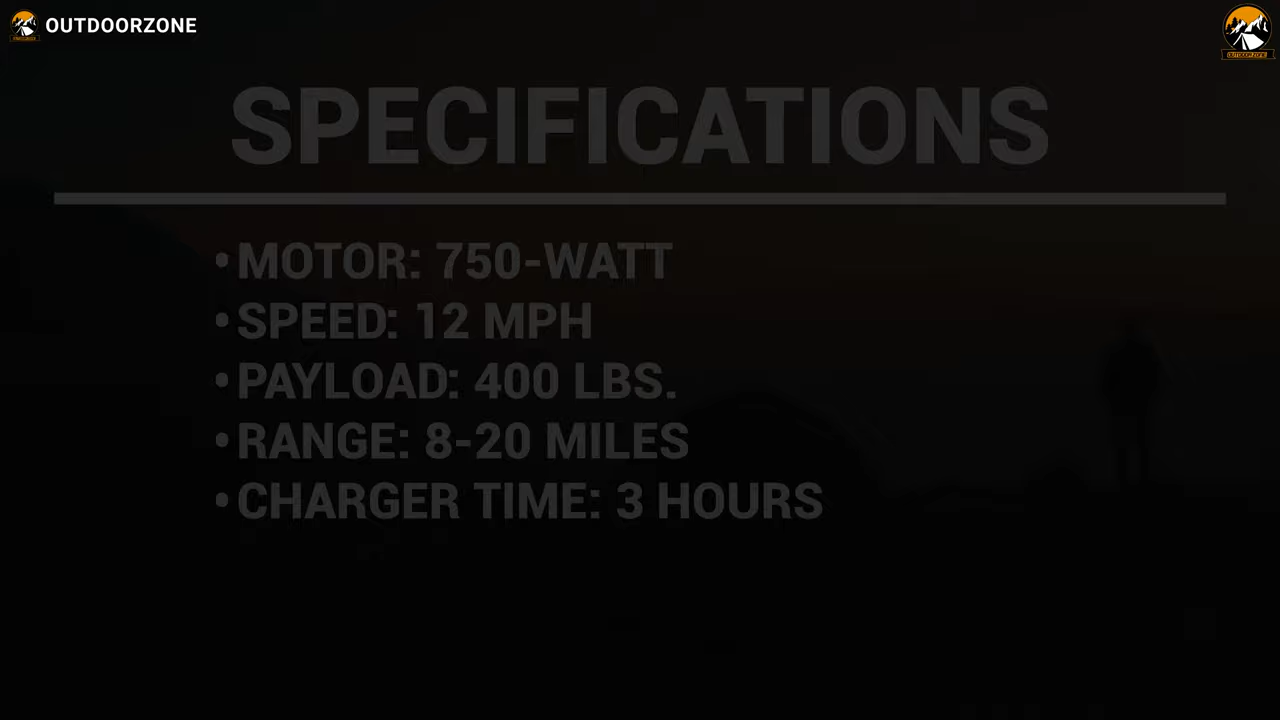 OUTDOORZONE
OUTDOORZONE
SPECIFICATIONS
•MOTOR: 750-WATT
•SPEED: 12 MPH
•PAYLOAD: 400 LBS.
•RANGE: 8-20 MILES
•CHARGER TIME: 3 HOURS